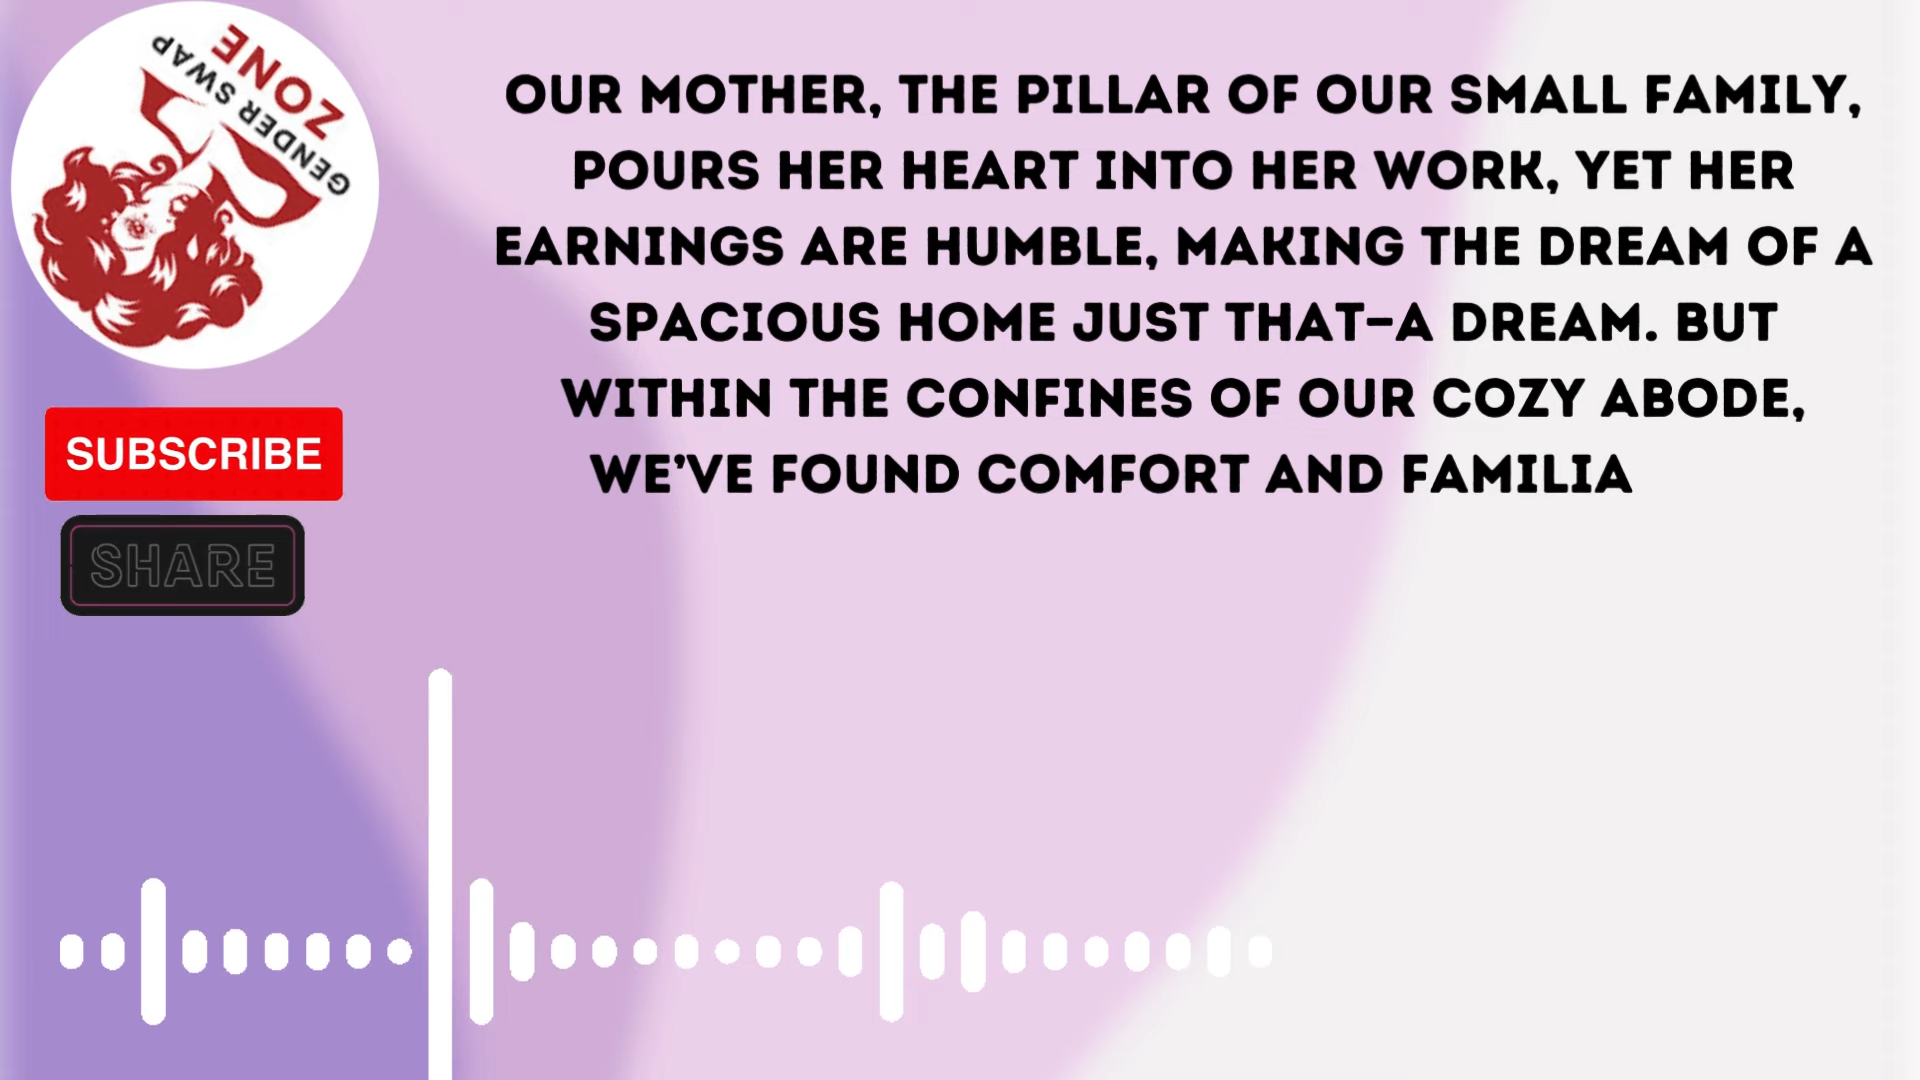 GENDER SWAP
ZONE
OUR MOTHER, THE PILLAR OF OUR SMALL FAMILY,
POURS HER HEART INTO HER WORK, YET HER
EARNINGS ARE HUMBLE, MAKING THE DREAM OF A
SPACIOUS HOME JUST THAT—A DREAM. BUT
WITHIN THE CONFINES OF OUR COZY ABODE,
WE'VE FOUND COMFORT AND FAMILIA
SUBSCRIBE
SHARE